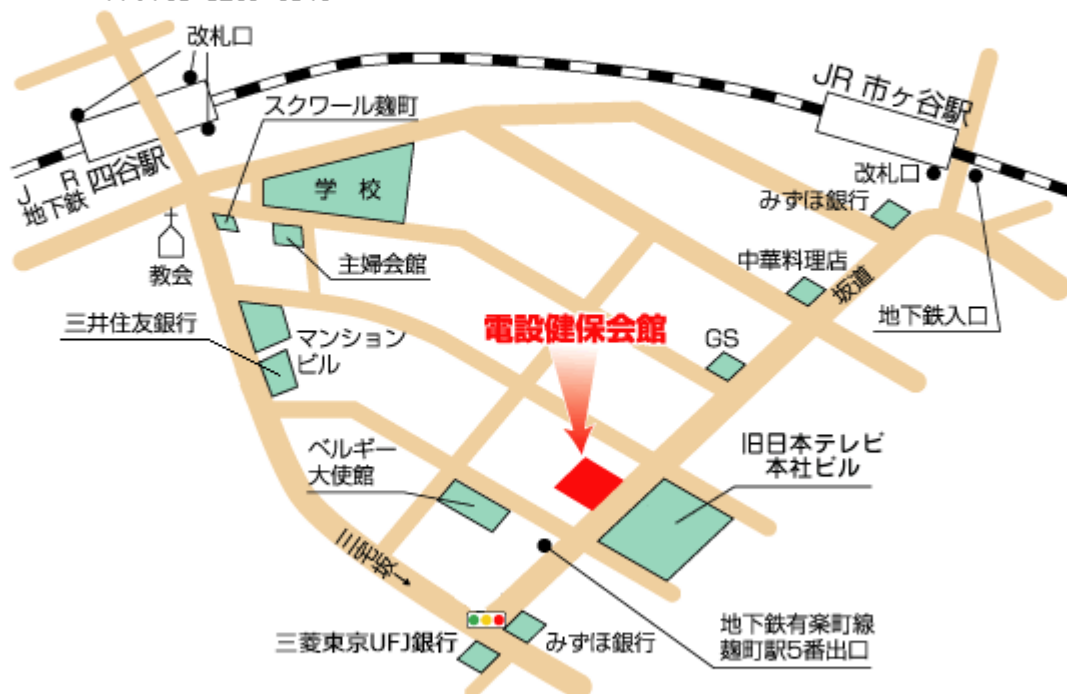 改札口
JR 市ヶ谷駅
スクワール麹町
J R 四谷駅
地下鉄
学校
改札口
みずほ銀行
教会
主婦会館
中華料理店
坂道
地下鉄入口
三井住友銀行
マンション
ビル
電設健保会館
GS
ベルギー
大使館
旧日本テレビ
本社ビル
三宅坂→
三菱東京UFJ銀行
みずほ銀行
地下鉄有楽町線
麹町駅5番出口